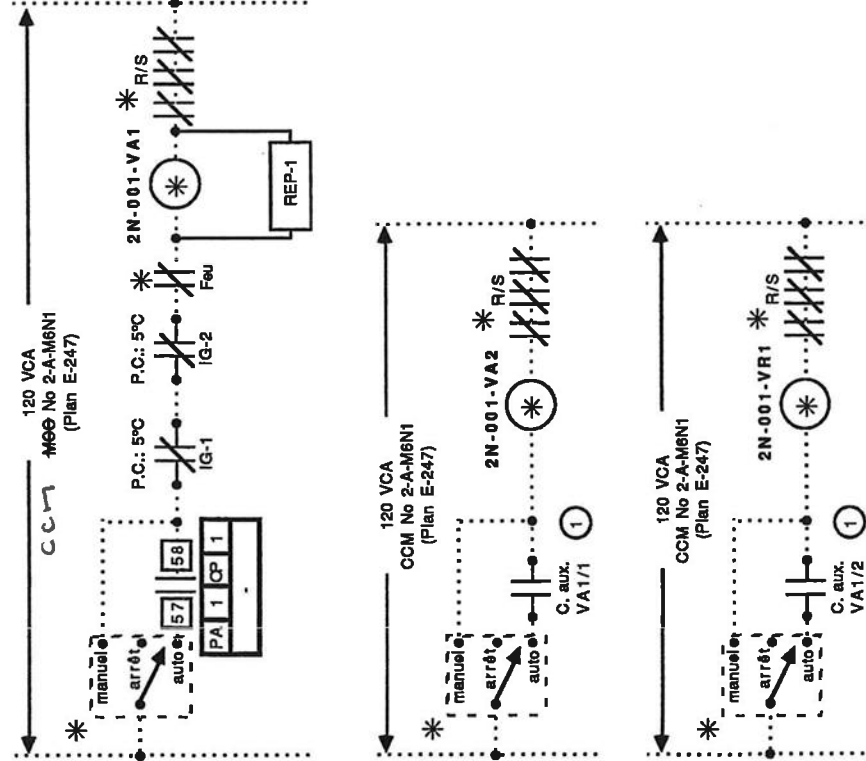 120 VCA
CCM M̶C̶C̶ No 2-A-M6N1
(Plan E-247)
*
manuel
arrêt
auto
57
58
PA
1
CP
1
P.C.: 5ºC
IG-1
P.C.: 5ºC
IG-2
*
Feu
2N-001-VA1
*
REP-1
* R/S
120 VCA
CCM No 2-A-M6N1
(Plan E-247)
*
manuel
arrêt
auto
C. aux.
VA1/1
1
2N-001-VA2
*
* R/S
120 VCA
CCM No 2-A-M6N1
(Plan E-247)
*
manuel
arrêt
auto
C. aux.
VA1/2
1
2N-001-VR1
*
* R/S